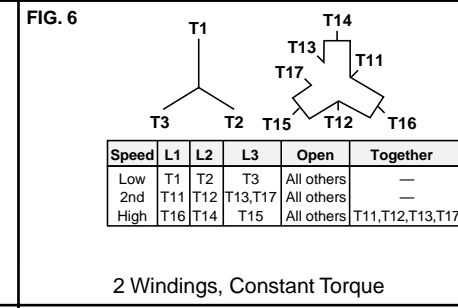 FIG. 6
T1
T3
T2
T14
T13
T11
T17
T15
T12
T16
Speed L1 L2 L3 Open Together
Low T1 T2 T3 All others —
2nd T11 T12 T13,T17 All others —
High T16 T14 T15 All others T11,T12,T13,T17
2 Windings, Constant Torque